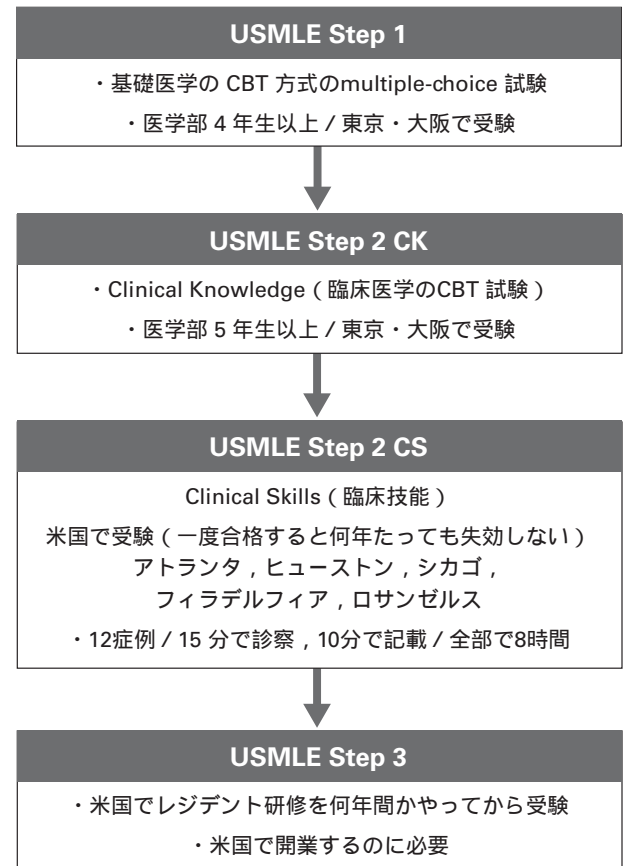 USMLE Step 1
・基礎医学の CBT 方式のmultiple-choice 試験
・医学部 4 年生以上 / 東京・大阪で受験
USMLE Step 2 CK
・Clinical Knowledge ( 臨床医学のCBT 試験 )
・医学部 5 年生以上 / 東京・大阪で受験
USMLE Step 2 CS
Clinical Skills ( 臨床技能 )
米国で受験 ( 一度合格すると何年たっても失効しない )
アトランタ , ヒューストン , シカゴ ,
フィラデルフィア , ロサンゼルス
・12症例 / 15 分で診察 , 10分で記載 / 全部で8時間
USMLE Step 3
・米国でレジデント研修を何年間かやってから受験
・米国で開業するのに必要